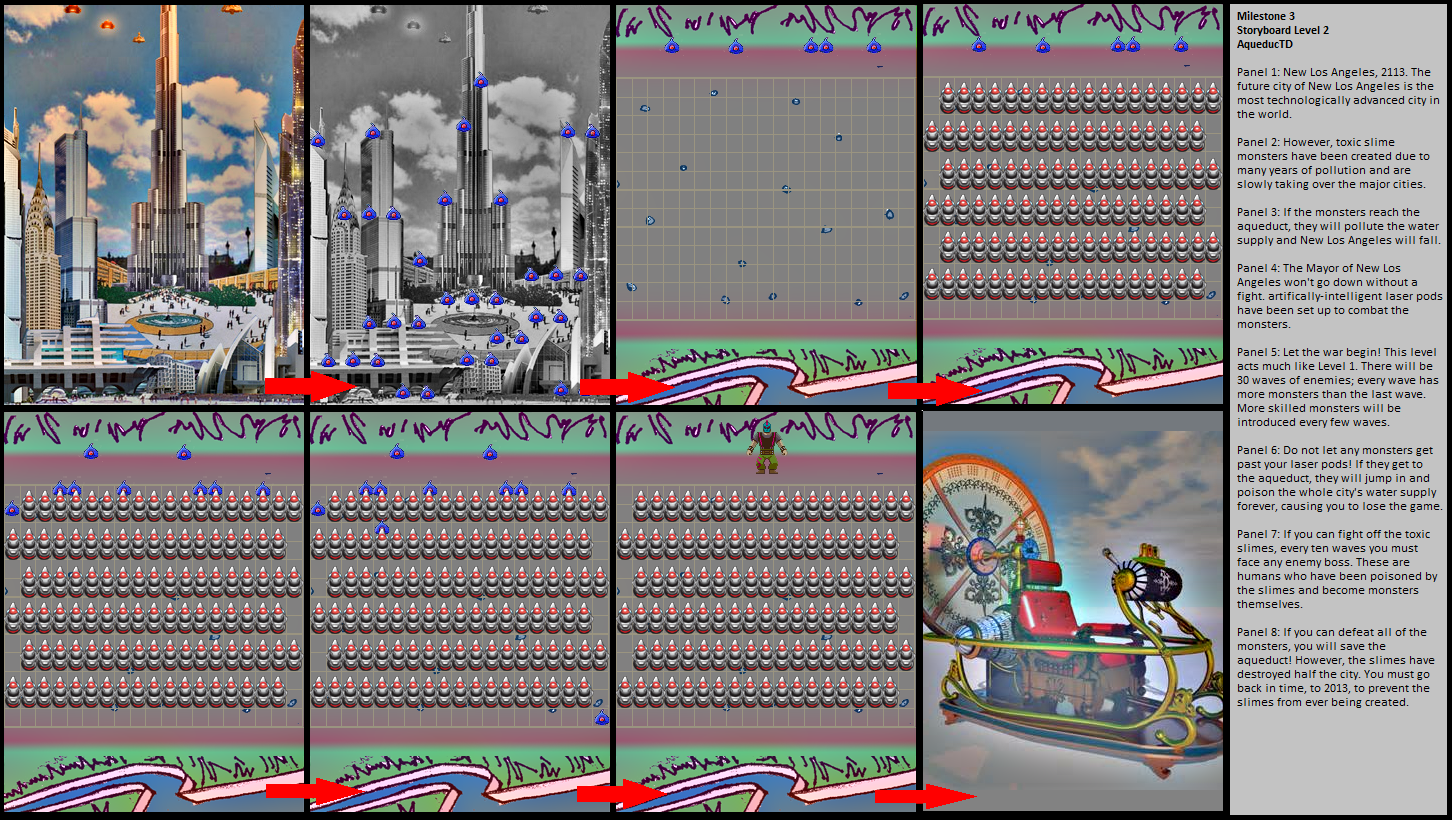 Milestone 3
Storyboard Level 2
AqueducTD
Panel 1: New Los Angeles, 2113. The
future city of New Los Angeles is the
most technologically advanced city in
the world.
Panel 2: However, toxic slime
monsters have been created due to
many years of pollution and are
slowly taking over the major cities.
Panel 3: If the monsters reach the
aqueduct, they will pollute the water
supply and New Los Angeles will fall.
Panel 4: The Mayor of New Los
Angeles won't go down without a
fight. artifically-intelligent laser pods
have been set up to combat the
monsters.
Panel 5: Let the war begin! This level
acts much like Level 1. There will be
30 waves of enemies; every wave has
more monsters than the last wave.
More skilled monsters will be
introduced every few waves.
Panel 6: Do not let any monsters get
past your laser pods! If they get to
the aqueduct, they will jump in and
poison the whole city's water supply
forever, causing you to lose the game.
Panel 7: If you can fight off the toxic
slimes, every ten waves you must
face any enemy boss. These are
humans who have been poisoned by
the slimes and become monsters
themselves.
Panel 8: If you can defeat all of the
monsters, you will save the
aqueduct! However, the slimes have
destroyed half the city. You must go
back in time, to 2013, to prevent the
slimes from ever being created.